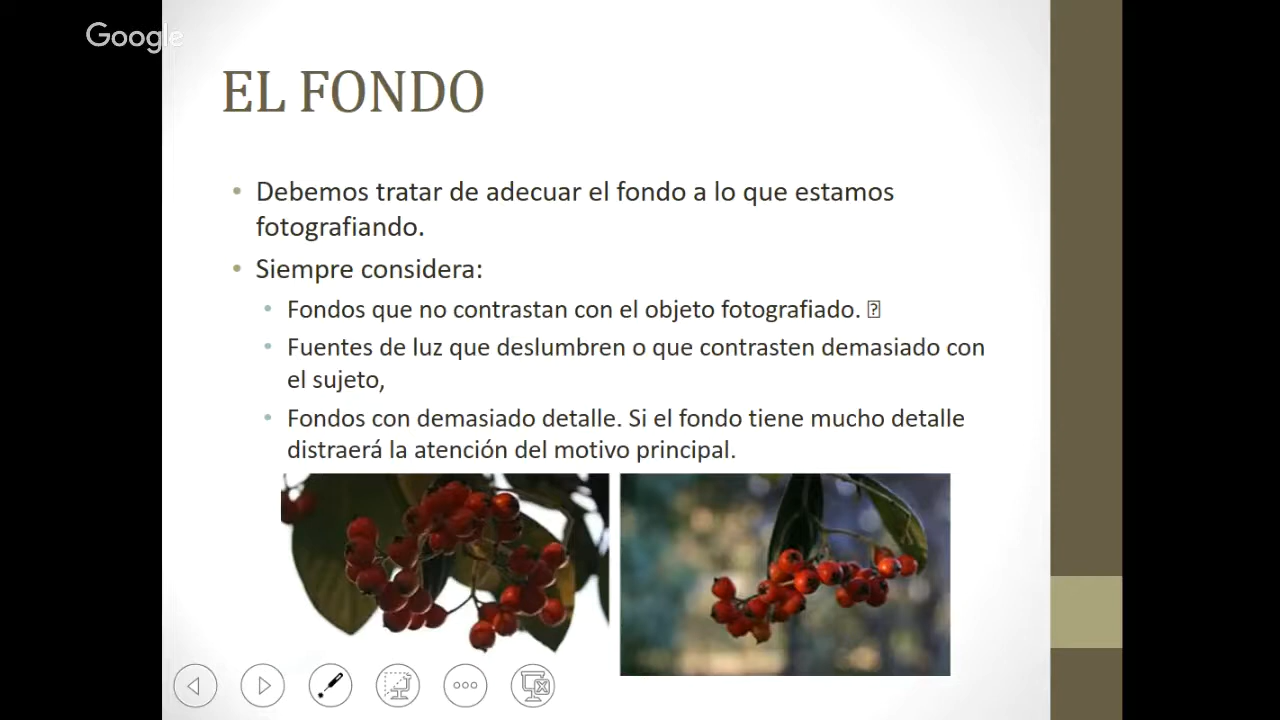 Google
EL FONDO
• Debemos tratar de adecuar el fondo a lo que estamos
fotografiando.
• Siempre considera:
• Fondos que no contrastan con el objeto fotografiado. 
• Fuentes de luz que deslumbren o que contrasten demasiado con
el sujeto,
• Fondos con demasiado detalle. Si el fondo tiene mucho detalle
distraerá la atención del motivo principal.